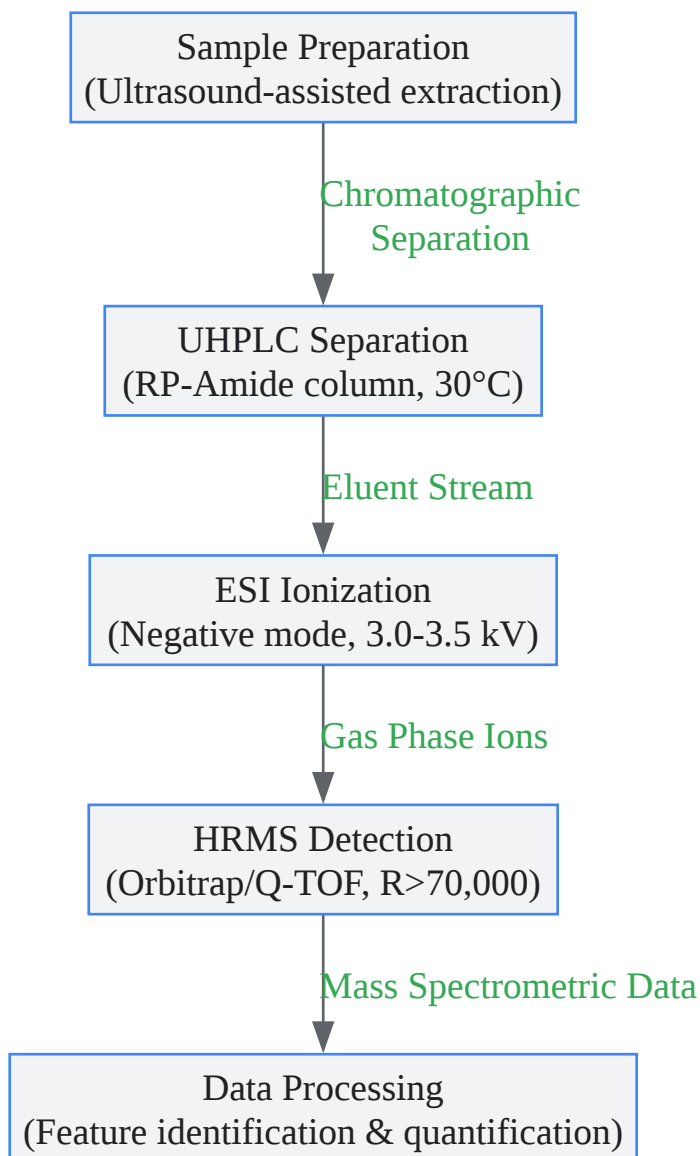 Sample Preparation
(Ultrasound-assisted extraction)
Chromatographic
Separation
UHPLC Separation
(RP-Amide column, 30°C)
Eluent Stream
ESI Ionization
(Negative mode, 3.0-3.5 kV)
Gas Phase Ions
HRMS Detection
(Orbitrap/Q-TOF, R>70,000)
Mass Spectrometric Data
Data Processing
(Feature identification & quantification)